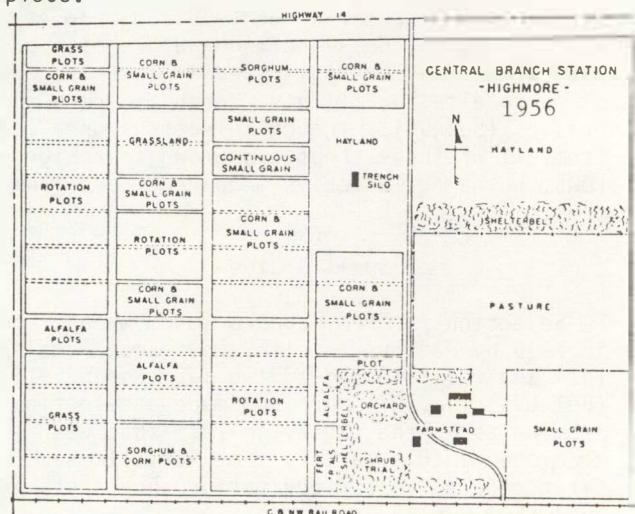 plots.
HIGHWAY 14
GRASS
PLOTS
CORN &
SMALL GRAIN
PLOTS
ROTATION
PLOTS
ALFALFA
PLOTS
GRASS
PLOTS
CORN &
SMALL GRAIN
PLOTS
GRASSLAND
CORN &
SMALL GRAIN
PLOTS
ROTATION
PLOTS
CORN &
SMALL GRAIN
PLOTS
ALFALFA
PLOTS
SORGHUM &
CORN PLOTS
SORGHUM
PLOTS
SMALL GRAIN
PLOTS
CONTINUOUS
SMALL GRAIN
CORN &
SMALL GRAIN
PLOTS
ROTATION
PLOTS
CORN &
SMALL GRAIN
PLOTS
HAYLAND
TRENCH
SILO
CORN &
SMALL GRAIN
PLOTS
PLOT
ALFALFA
FERT
SHELTERBELT
ORCHARD
SHRUB
TRIAL
CENTRAL BRANCH STATION
-HIGHMORE-
1956
N
HAYLAND
SHELTERBELT
PASTURE
FARMSTEAD
SMALL GRAIN
PLOTS
C & NW RAILROAD